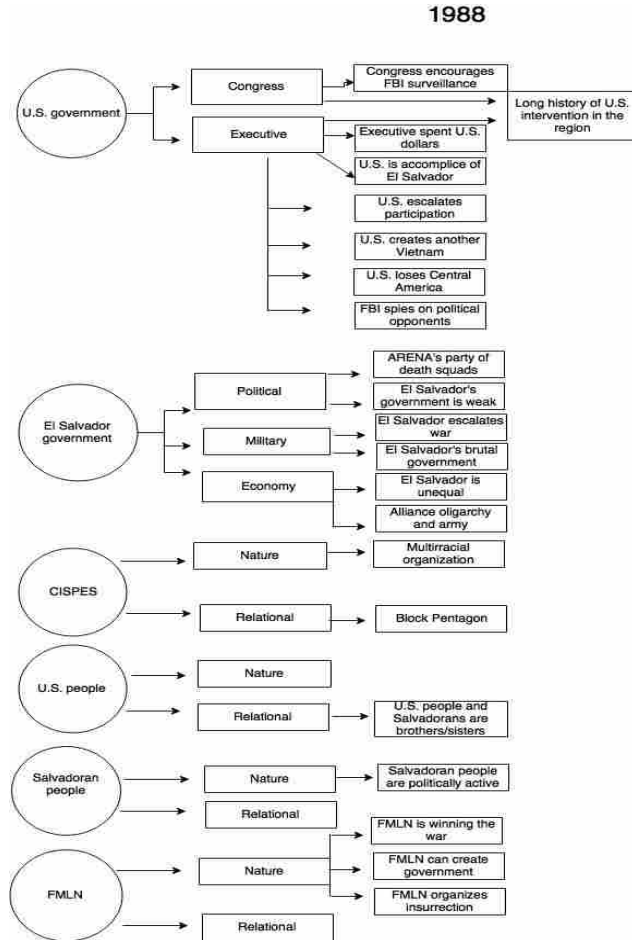 1988
U.S. government
Congress
Congress encourages
FBI surveillance
Long history of U.S.
intervention in the
region
Executive
Executive spent U.S.
dollars
U.S. is accomplice of
El Salvador
U.S. escalates
participation
U.S. creates another
Vietnam
U.S. loses Central
America
FBI spies on political
opponents
El Salvador
government
Political
ARENA's party of
death squads
El Salvador's
government is weak
Military
El Salvador escalates
war
El Salvador's brutal
government
Economy
El Salvador is
unequal
Alliance oligarchy
and army
CISPES
Nature
Multirracial
organization
Relational
Block Pentagon
U.S. people
Nature
Relational
U.S. people and
Salvadorans are
brothers/sisters
Salvadoran
people
Nature
Salvadoran people
are politically active
Relational
FMLN
Nature
FMLN is winning the
war
FMLN can create
government
FMLN organizes
insurrection
Relational